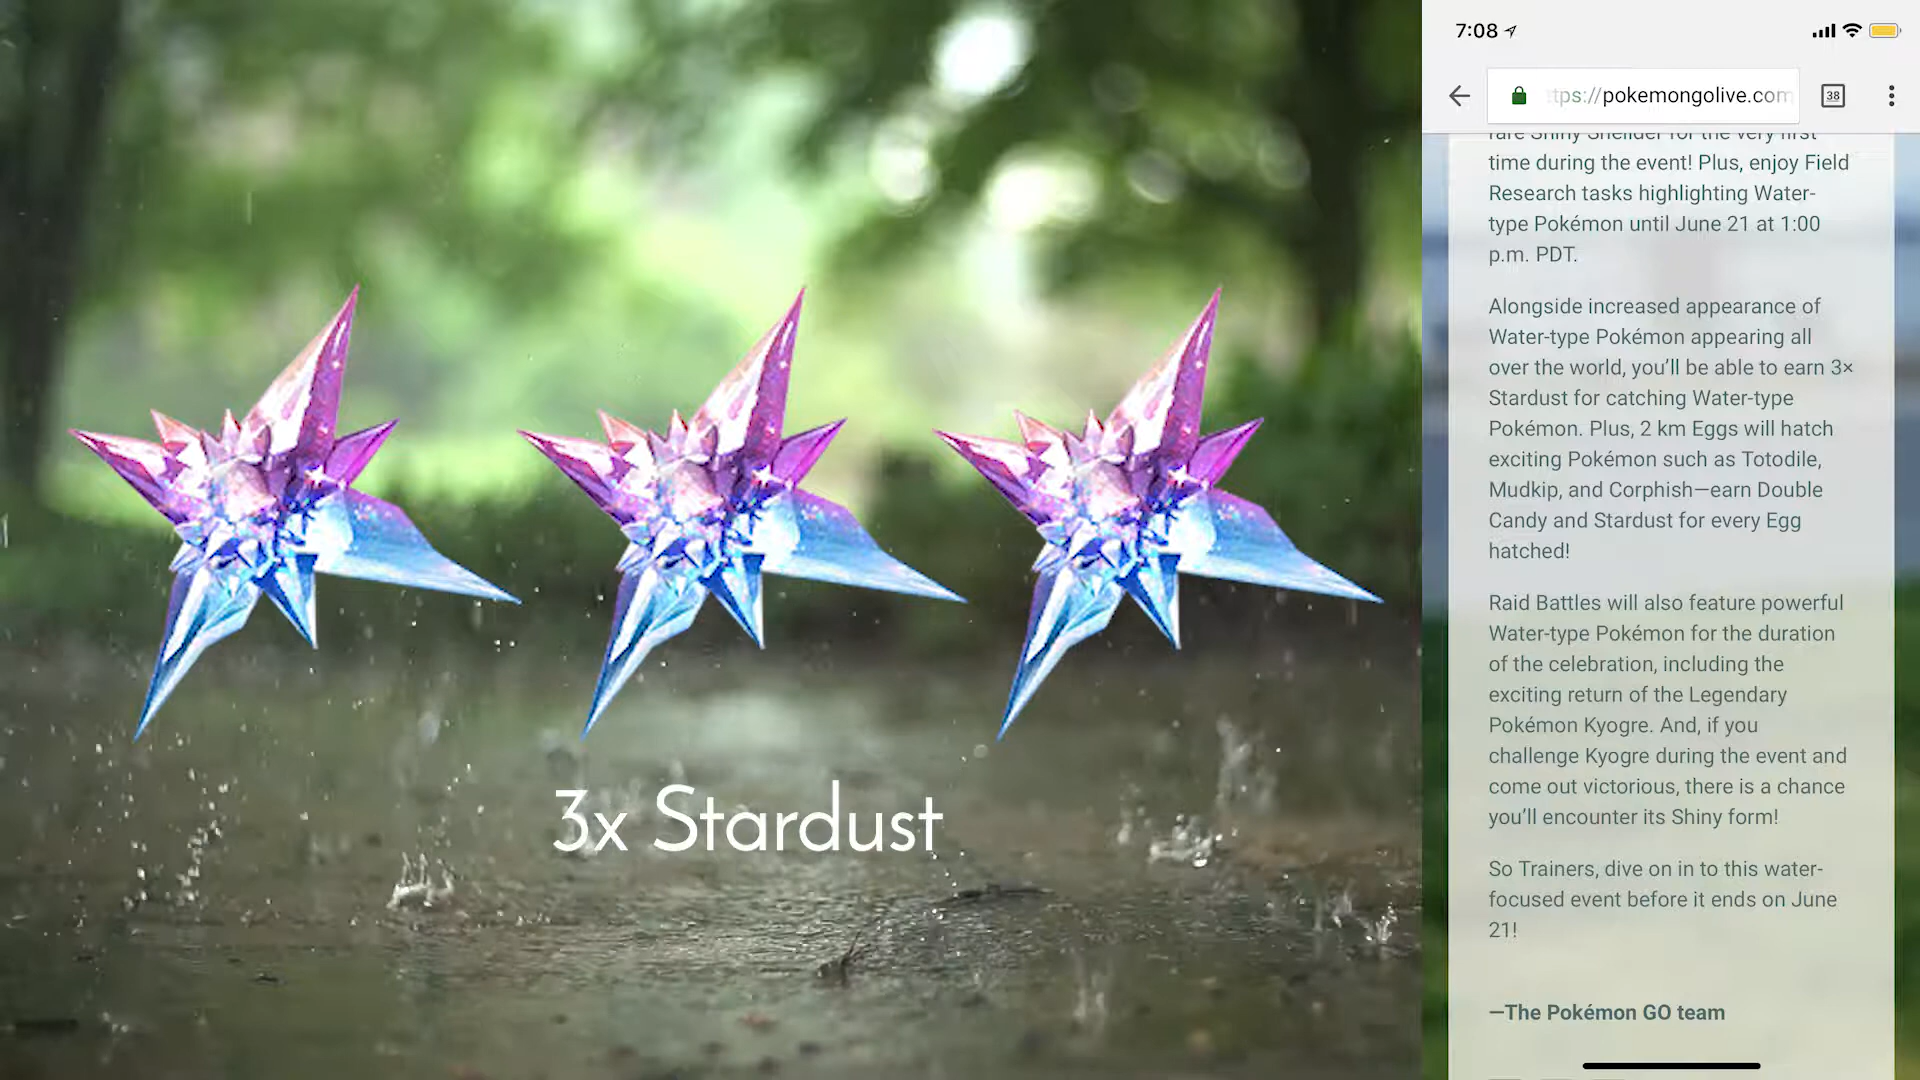 3x Stardust
7:08
tps://pokemongolive.com
38
rare Shiny Shellder for the very first
time during the event! Plus, enjoy Field
Research tasks highlighting Water-
type Pokémon until June 21 at 1:00
p.m. PDT.
Alongside increased appearance of
Water-type Pokémon appearing all
over the world, you’ll be able to earn 3×
Stardust for catching Water-type
Pokémon. Plus, 2 km Eggs will hatch
exciting Pokémon such as Totodile,
Mudkip, and Corphish—earn Double
Candy and Stardust for every Egg
hatched!
Raid Battles will also feature powerful
Water-type Pokémon for the duration
of the celebration, including the
exciting return of the Legendary
Pokémon Kyogre. And, if you
challenge Kyogre during the event and
come out victorious, there is a chance
you’ll encounter its Shiny form!
So Trainers, dive on in to this water-
focused event before it ends on June
21!
—The Pokémon GO team